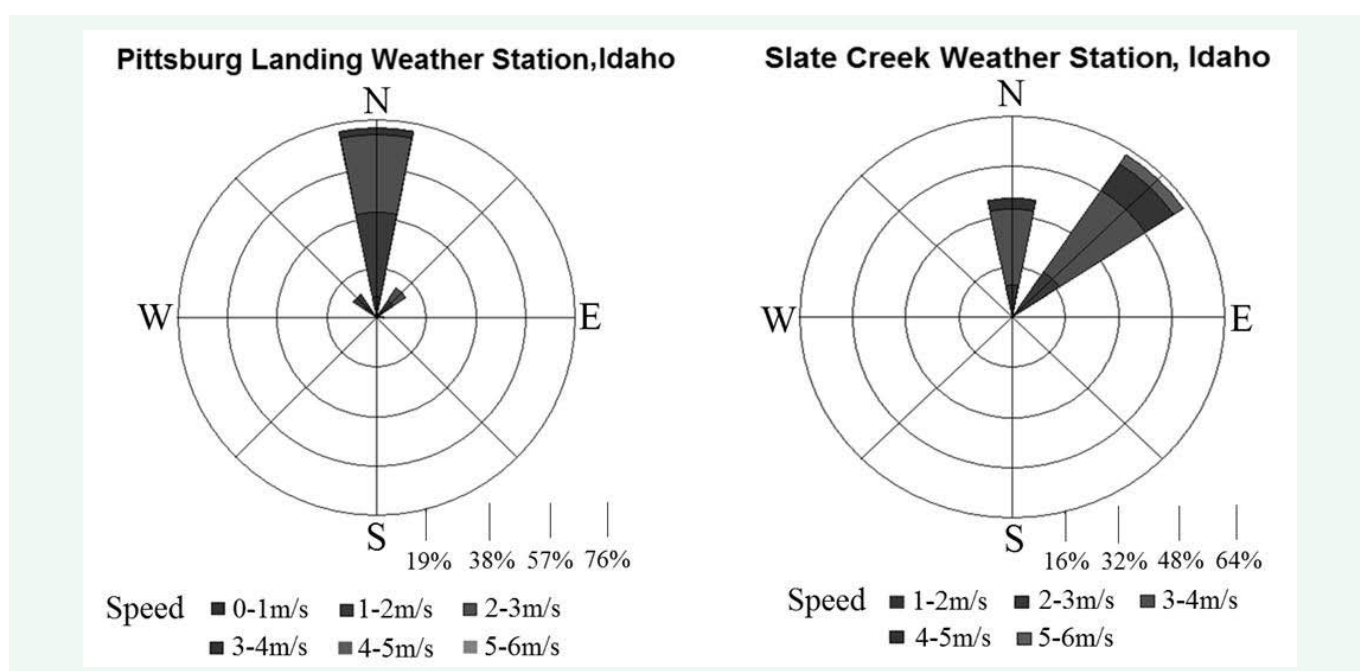 Pittsburg Landing Weather Station,Idaho
N
W
E
S
19% 38% 57% 76%
Speed 0-1m/s 1-2m/s 2-3m/s
3-4m/s 4-5m/s 5-6m/s
Slate Creek Weather Station, Idaho
N
W
E
S
16% 32% 48% 64%
Speed 1-2m/s 2-3m/s 3-4m/s
4-5m/s 5-6m/s